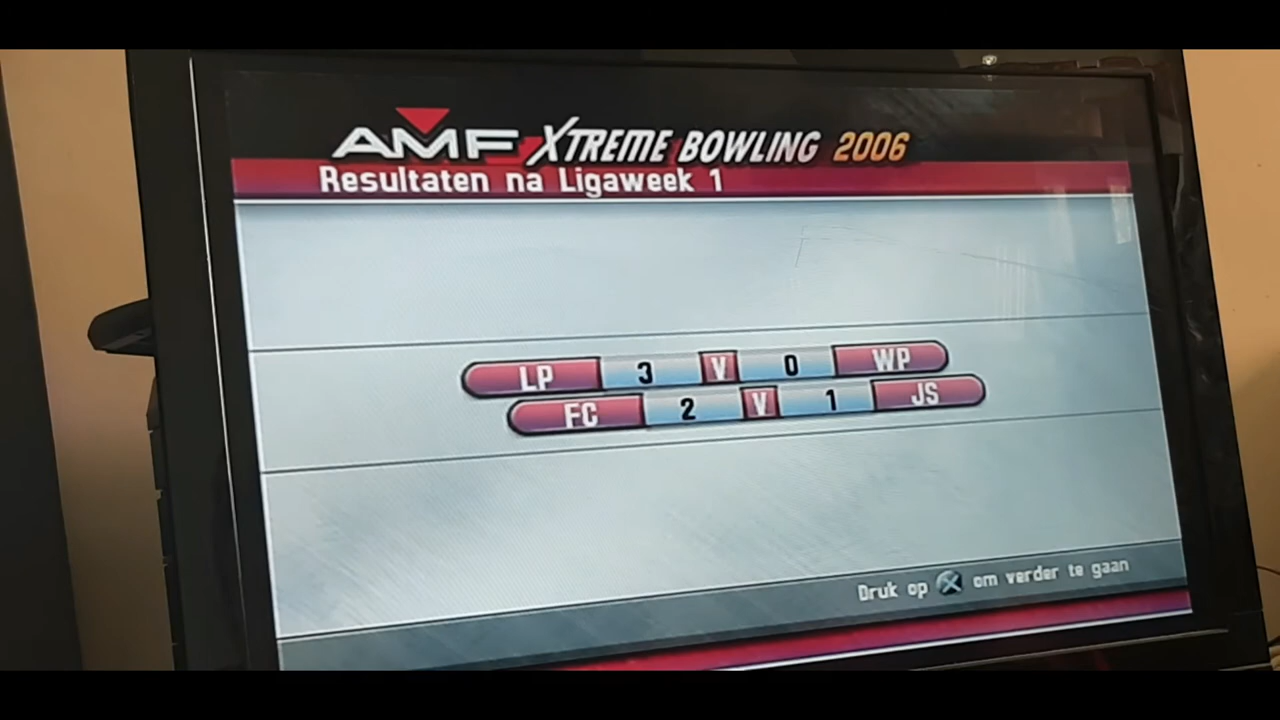 AMF XTREME BOWLING 2006
Resultaten na Ligaweek 1
LP 3 V 0 WP
FC 2 V 1 JS
Druk op X om verder te gaan